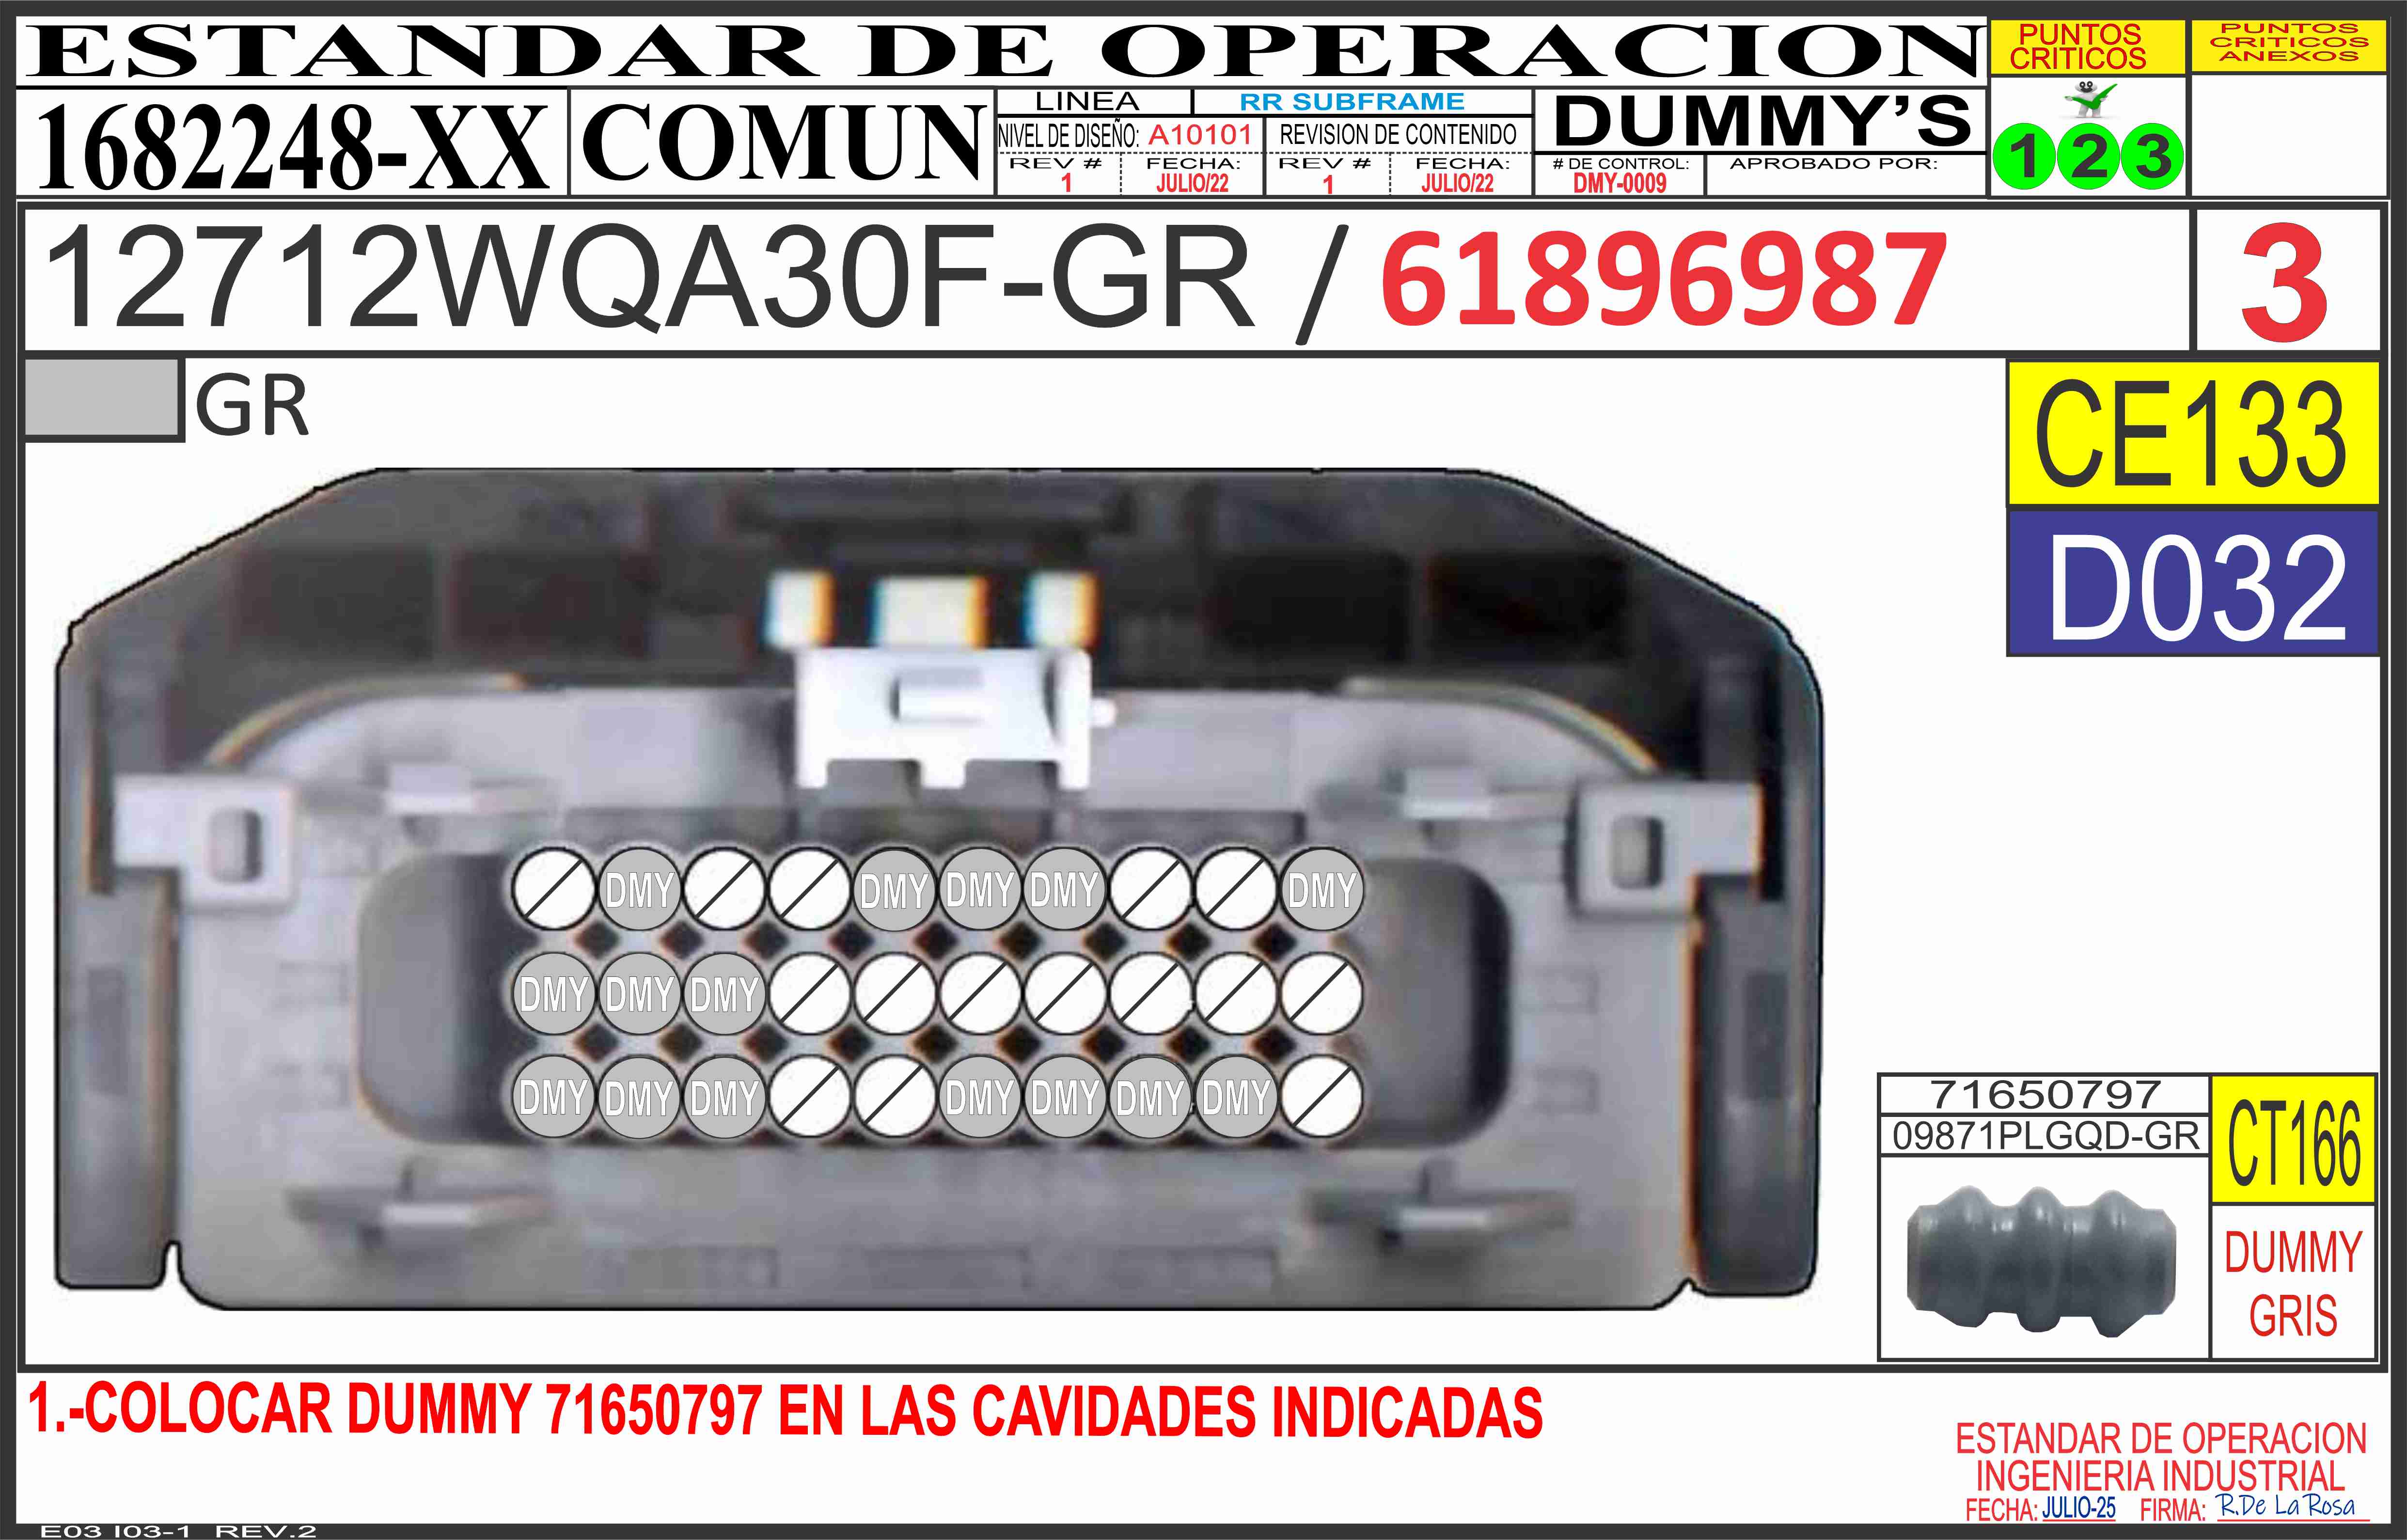 ESTANDAR DE OPERACION
PUNTOS CRITICOS
PUNTOS CRITICOS ANEXOS
1682248-XX
COMUN
LINEA
RR SUBFRAME
NIVEL DE DISEÑO: A10101
REVISION DE CONTENIDO
REV #
1
FECHA:
JULIO/22
REV #
1
FECHA:
JULIO/22
DUMMY'S
# DE CONTROL:
DMY-0009
APROBADO POR:
1 2 3
12712WQA30F-GR / 61896987
3
GR
CE133
D032
DMY DMY DMY DMY DMY
DMY DMY DMY
DMY DMY DMY DMY DMY DMY DMY
71650797
09871PLGQD-GR
CT166
DUMMY
GRIS
1.-COLOCAR DUMMY 71650797 EN LAS CAVIDADES INDICADAS
ESTANDAR DE OPERACION
INGENIERIA INDUSTRIAL
FECHA: JULIO-25 FIRMA: R.De La Rosa
E03 I03-1 REV.2